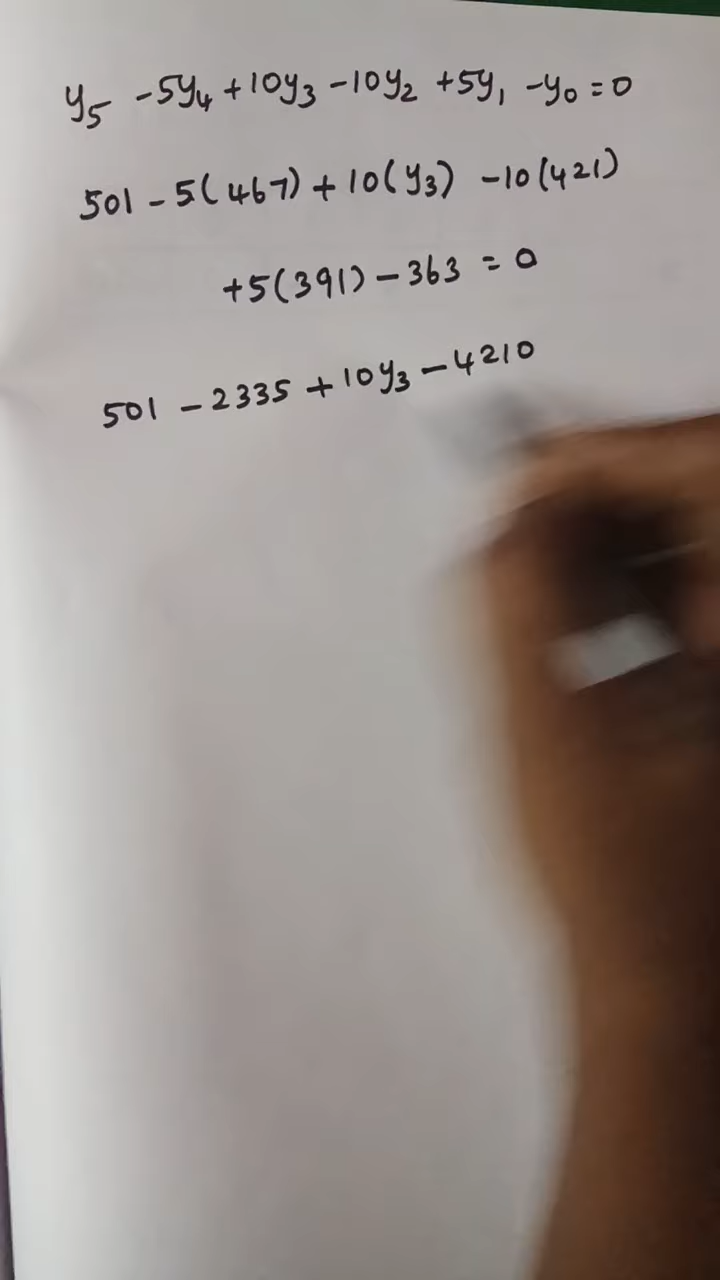 y₅ -5y₄ +10y₃ -10y₂ +5y₁ -y₀ =0
501 -5(467) +10(y₃) -10(421)
+5(391) -363 = 0
501 -2335 +10y₃ -4210